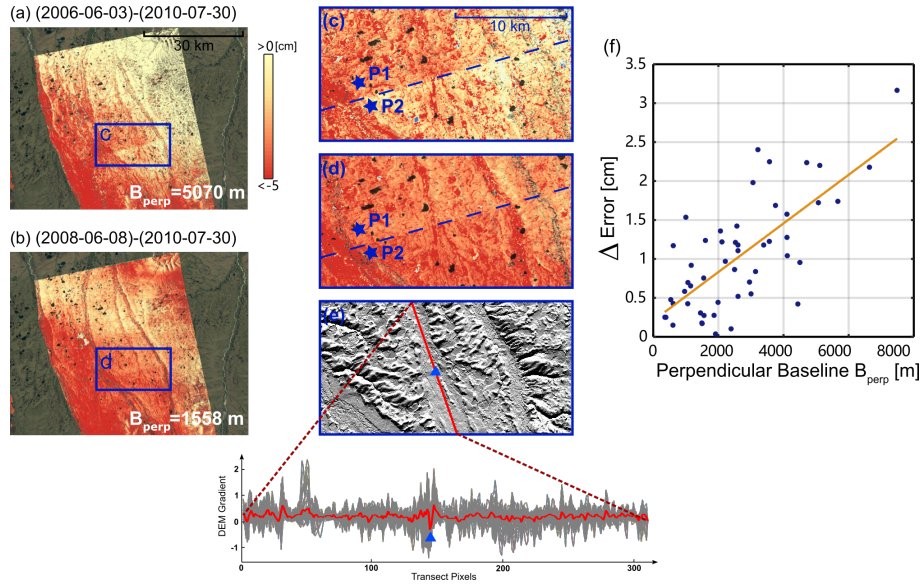 (a) (2006-06-03)-(2010-07-30)
30 km
>0 [cm]
<-5
c
Bperp=5070 m
(b) (2008-06-08)-(2010-07-30)
d
Bperp=1558 m
(c)
10 km
P1
P2
(d)
P1
P2
(e)
DEM Gradient
2
1
0
-1
1
100
200
300
Transect Pixels
(f)
Δ Error [cm]
3.5
3
2.5
2
1.5
1
0.5
0
0
2000
4000
6000
8000
Perpendicular Baseline Bperp [m]